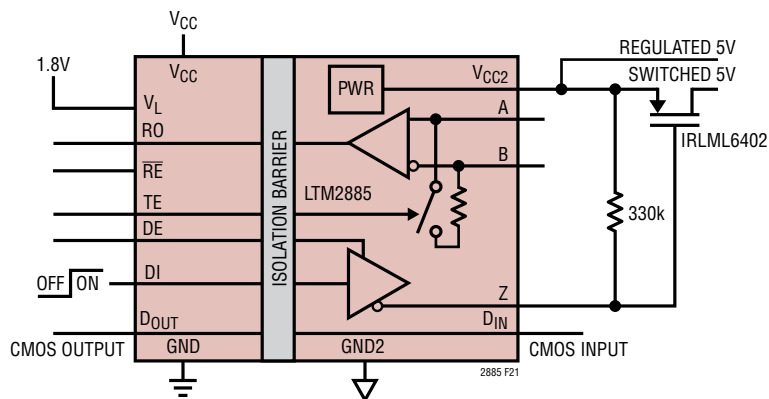 VCC
1.8V
VCC
VL
RO
RE
TE
DE
DI
OFF ON
DOUT
CMOS OUTPUT
GND
ISOLATION BARRIER
PWR
LTM2885
VCC2
A
B
Z
DIN
GND2
2885 F21
CMOS INPUT
REGULATED 5V
SWITCHED 5V
IRLML6402
330k